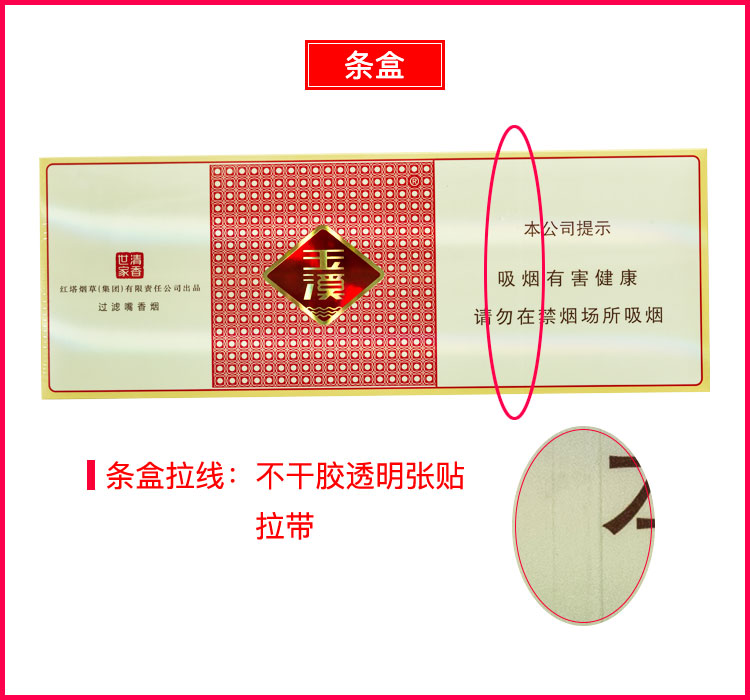 条盒
®
清香
世家
红塔烟草(集团)有限责任公司出品
过滤嘴香烟
玉溪
本公司提示
吸烟有害健康
请勿在禁烟场所吸烟
条盒拉线：不干胶透明张贴
拉带